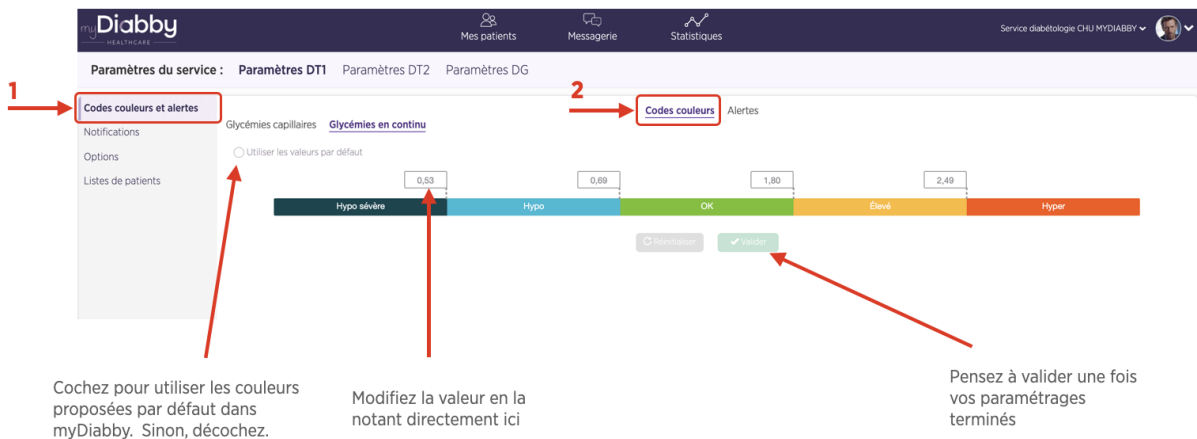 myDiabby
HEALTHCARE
Mes patients
Messagerie
Statistiques
Service diabétologie CHU MYDIABBY
Paramètres du service : Paramètres DT1 Paramètres DT2 Paramètres DG
1
2
Codes couleurs et alertes
Notifications
Options
Listes de patients
Codes couleurs Alertes
Glycémies capillaires Glycémies en continu
Utiliser les valeurs par défaut
0,53 0,69 1,80 2,49
Hypo sévère Hypo OK Élevé Hyper
Réinitialiser Valider
Cochez pour utiliser les couleurs
proposées par défaut dans
myDiabby. Sinon, décochez.
Modifiez la valeur en la
notant directement ici
Pensez à valider une fois
vos paramétrages
terminés